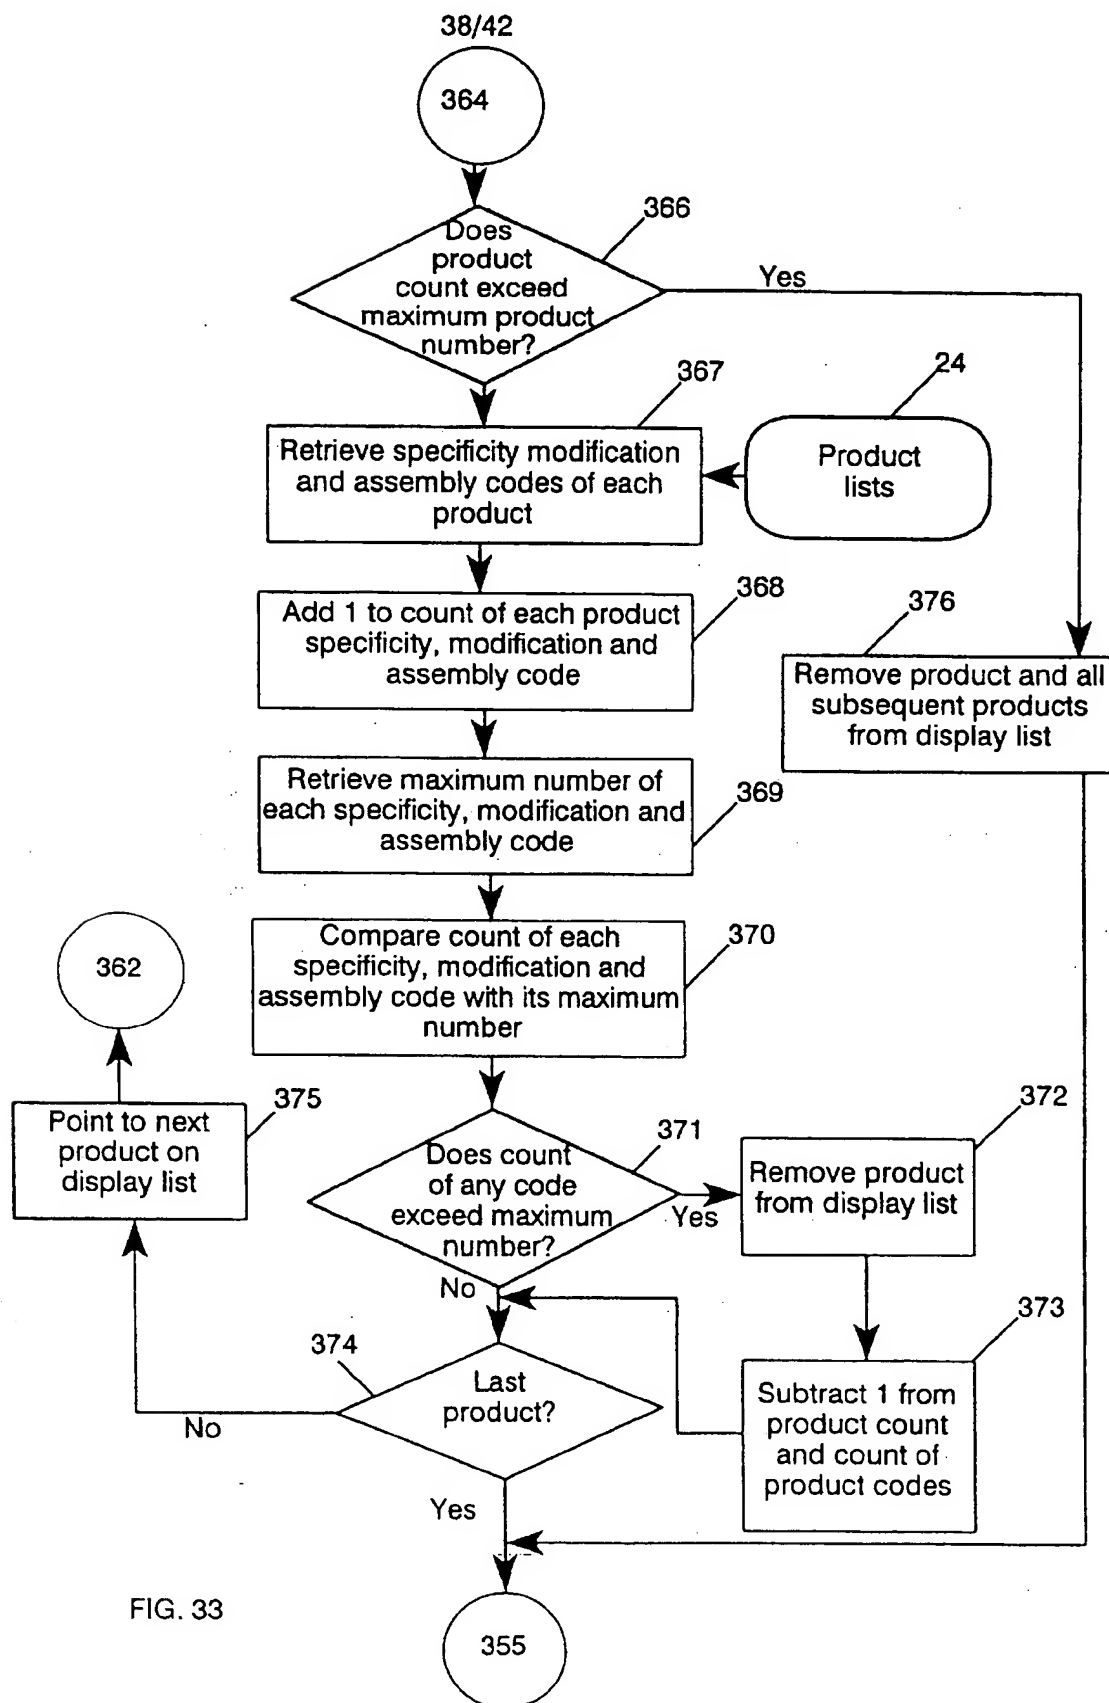 38/42
364
366
Does
product
count exceed
maximum product
number?
Yes
367
24
Retrieve specificity modification
and assembly codes of each
product
Product
lists
368
376
Add 1 to count of each product
specificity, modification and
assembly code
Remove product and all
subsequent products
from display list
369
Retrieve maximum number of
each specificity, modification and
assembly code
370
362
Compare count of each
specificity, modification and
assembly code with its maximum
number
375
Point to next
product on
display list
371
372
Does count
of any code
exceed maximum
number?
Yes
Remove product
from display list
No
373
374
Last
product?
No
Subtract 1 from
product count
and count of
product codes
Yes
355
FIG. 33